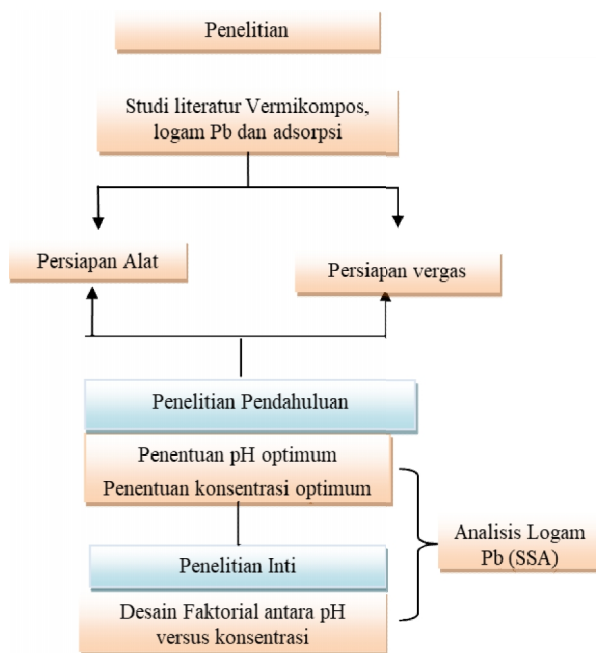 Penelitian
Studi literatur Vermikompos,
logam Pb dan adsorpsi
Persiapan Alat
Persiapan vergas
Penelitian Pendahuluan
Penentuan pH optimum
Penentuan konsentrasi optimum
Analisis Logam
Pb (SSA)
Penelitian Inti
Desain Faktorial antara pH
versus konsentrasi